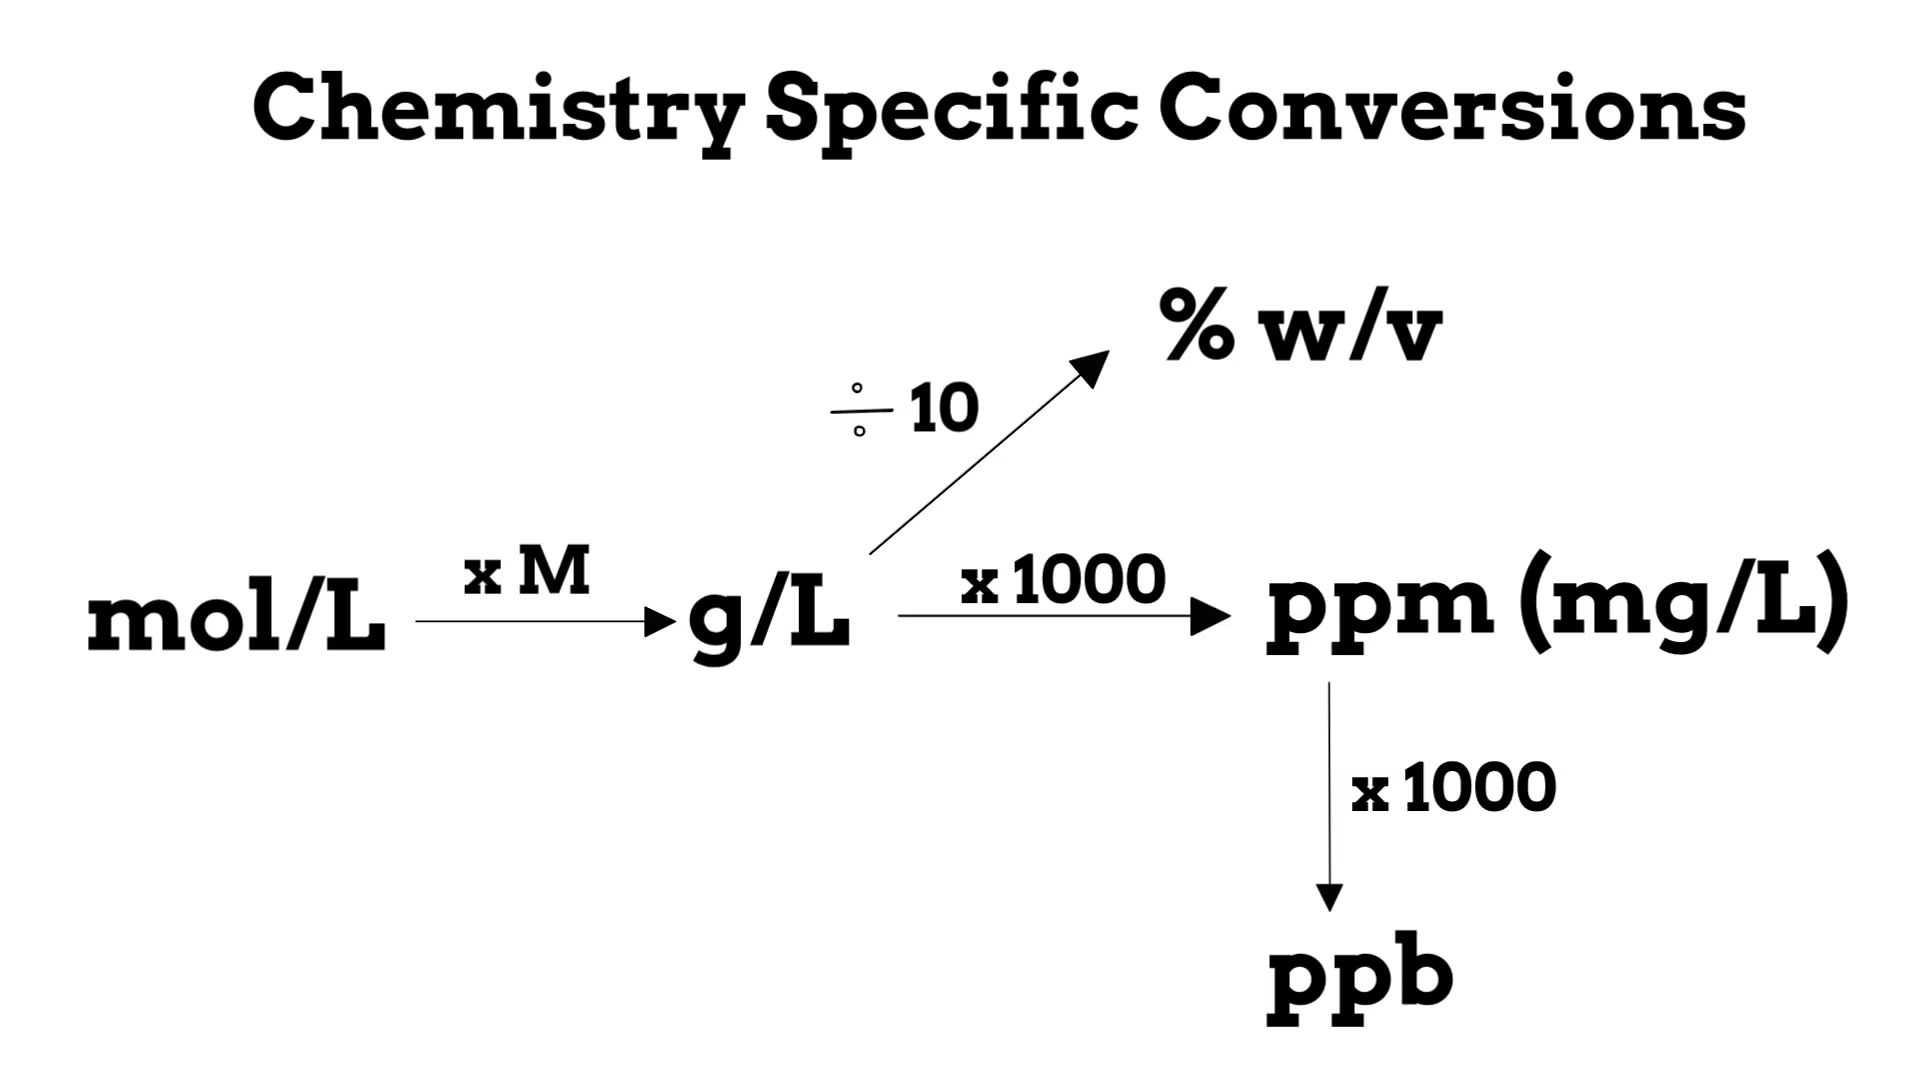 Chemistry Specific Conversions
% w/v
÷ 10
mol/L
x M
g/L
x 1000
ppm (mg/L)
x 1000
ppb